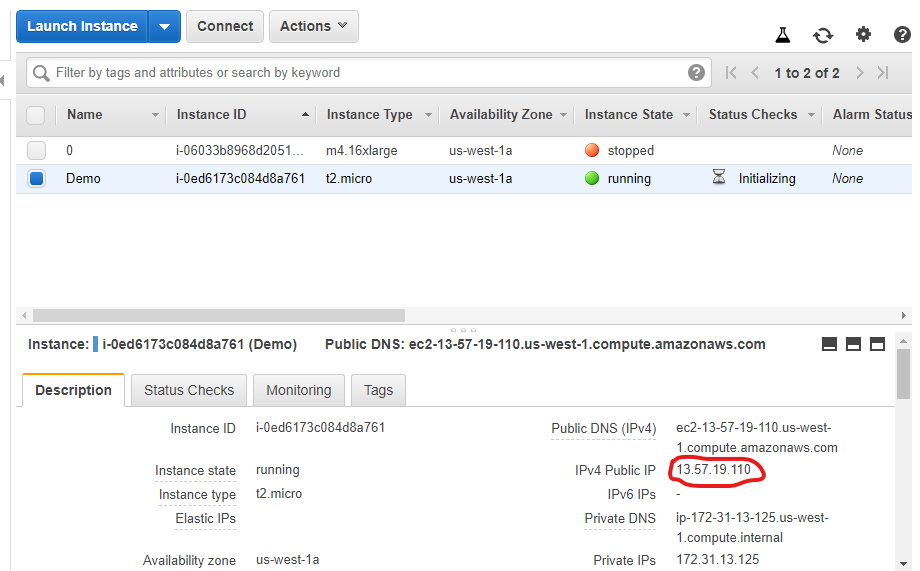 Launch Instance Connect Actions
Filter by tags and attributes or search by keyword ? 1 to 2 of 2 ?
Name Instance ID Instance Type Availability Zone Instance State Status Checks Alarm Status
0 i-06033b8968d2051... m4.16xlarge us-west-1a stopped None
Demo i-0ed6173c084d8a761 t2.micro us-west-1a running Initializing None
Instance: i-0ed6173c084d8a761 (Demo) Public DNS: ec2-13-57-19-110.us-west-1.compute.amazonaws.com
Description Status Checks Monitoring Tags
Instance ID i-0ed6173c084d8a761 Public DNS (IPv4) ec2-13-57-19-110.us-west-
1.compute.amazonaws.com
Instance state running IPv4 Public IP 13.57.19.110
Instance type t2.micro IPv6 IPs -
Elastic IPs Private DNS ip-172-31-13-125.us-west-
1.compute.internal
Availability zone us-west-1a Private IPs 172.31.13.125